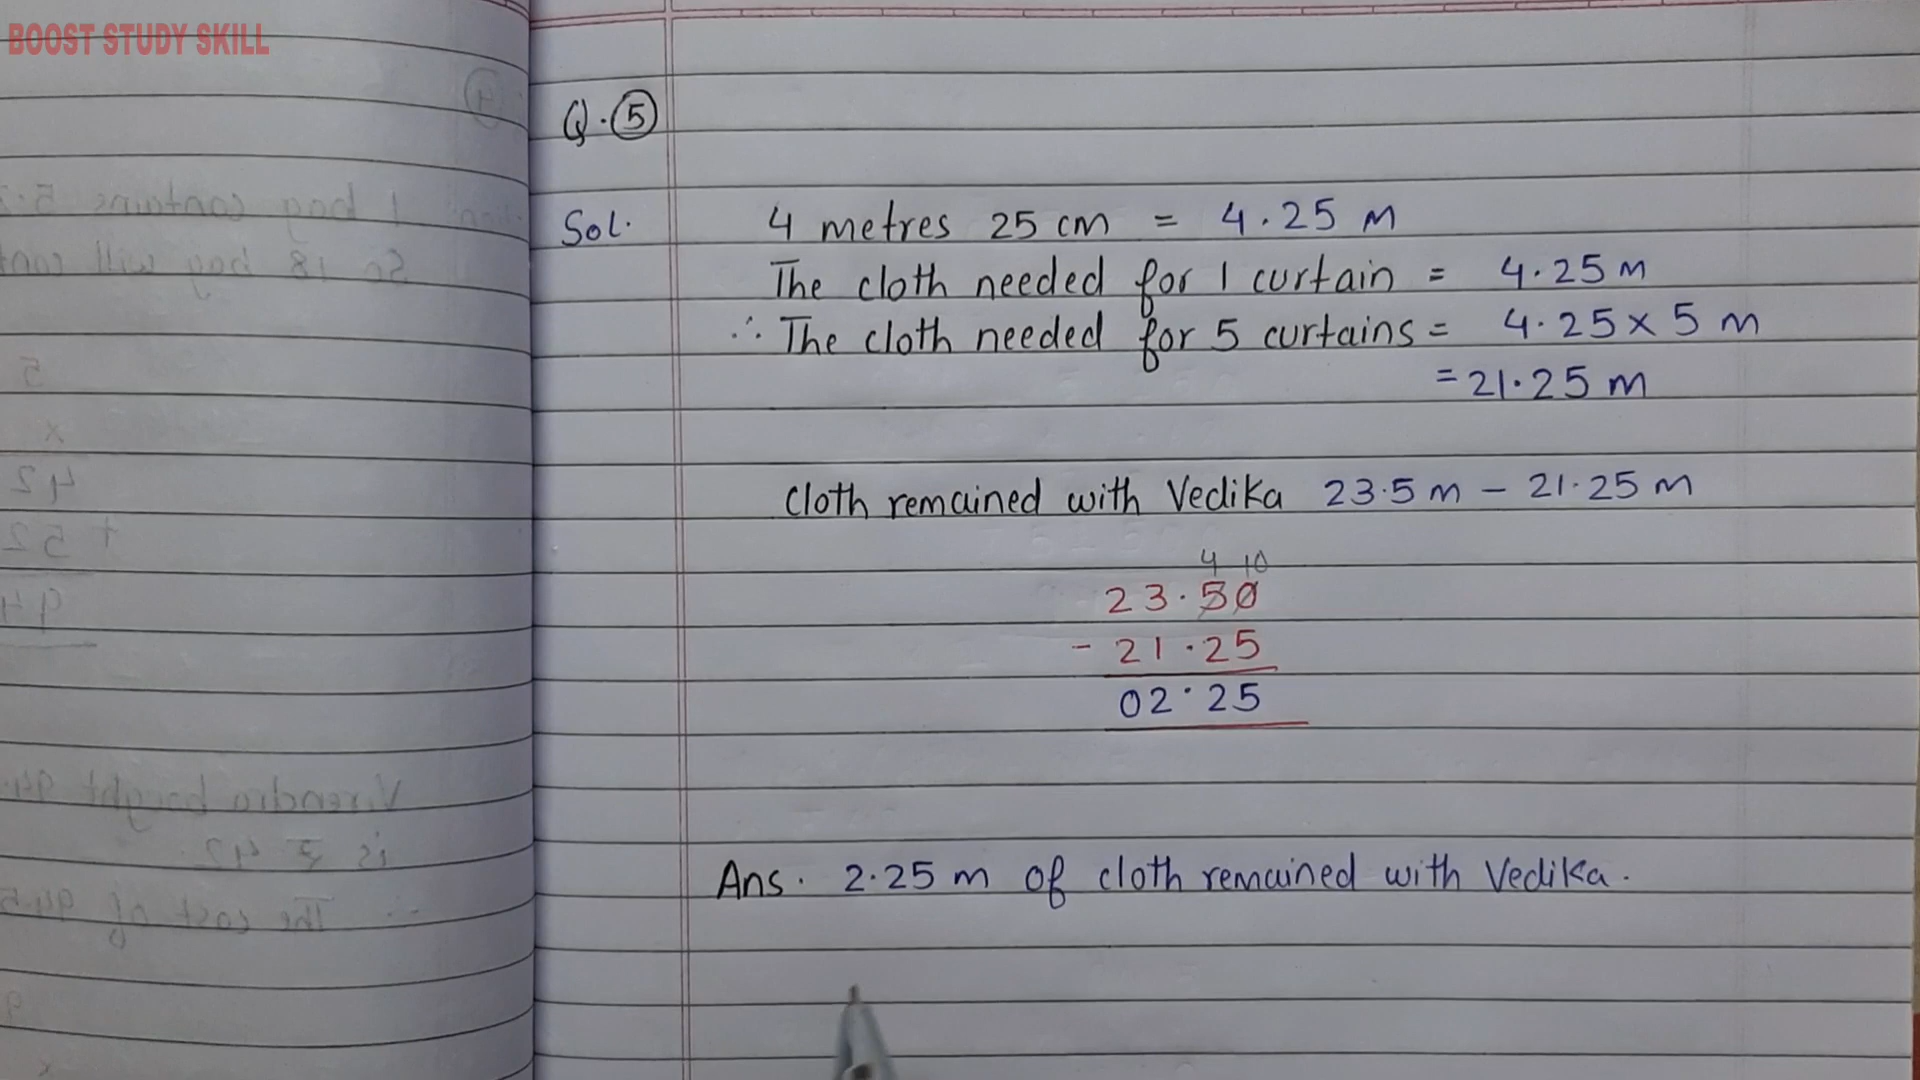 BOOST STUDY SKILL
Q. 5
Sol. 4 metres 25 cm = 4.25 m
The cloth needed for 1 curtain = 4.25 m
∴ The cloth needed for 5 curtains = 4.25 x 5 m
= 21.25 m
Cloth remained with Vedika 23.5 m - 21.25 m
4 10
23.50
- 21.25
02.25
Ans. 2.25 m of cloth remained with Vedika.